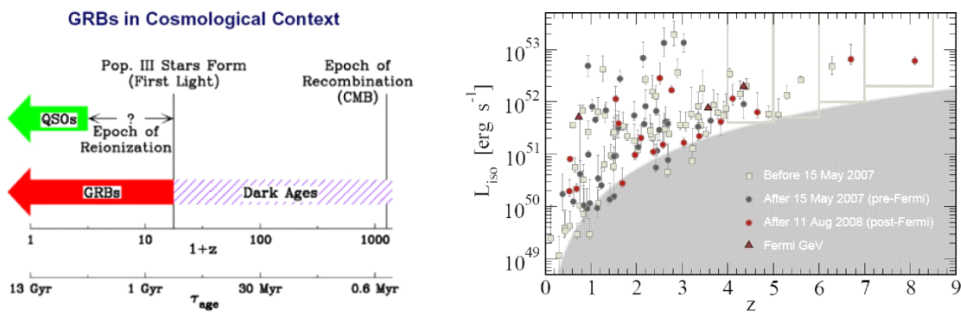 GRBs in Cosmological Context
Pop. III Stars Form
(First Light)
Epoch of
Recombination
(CMB)
QSOs
?
Epoch of
Reionization
GRBs
Dark Ages
1
10
100
1000
1+z
13 Gyr
1 Gyr
30 Myr
0.6 Myr
τage
10^53
10^52
10^51
10^50
10^49
Liso [erg s^-1]
Before 15 May 2007
After 15 May 2007 (pre-Fermi)
After 11 Aug 2008 (post-Fermi)
Fermi GeV
0 1 2 3 4 5 6 7 8 9
z